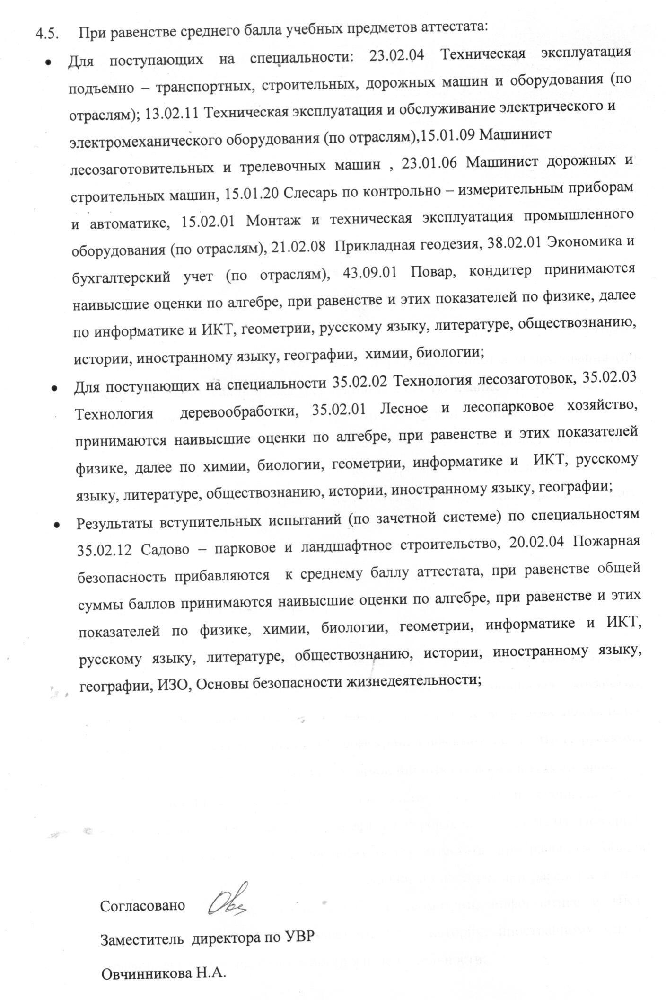 4.5. При равенстве среднего балла учебных предметов аттестата:
• Для поступающих на специальности: 23.02.04 Техническая эксплуатация
подъемно – транспортных, строительных, дорожных машин и оборудования (по
отраслям); 13.02.11 Техническая эксплуатация и обслуживание электрического и
электромеханического оборудования (по отраслям),15.01.09 Машинист
лесозаготовительных и трелевочных машин , 23.01.06 Машинист дорожных и
строительных машин, 15.01.20 Слесарь по контрольно – измерительным приборам
и автоматике, 15.02.01 Монтаж и техническая эксплуатация промышленного
оборудования (по отраслям), 21.02.08 Прикладная геодезия, 38.02.01 Экономика и
бухгалтерский учет (по отраслям), 43.09.01 Повар, кондитер принимаются
наивысшие оценки по алгебре, при равенстве и этих показателей по физике, далее
по информатике и ИКТ, геометрии, русскому языку, литературе, обществознанию,
истории, иностранному языку, географии, химии, биологии;
• Для поступающих на специальности 35.02.02 Технология лесозаготовок, 35.02.03
Технология деревообработки, 35.02.01 Лесное и лесопарковое хозяйство,
принимаются наивысшие оценки по алгебре, при равенстве и этих показателей
физике, далее по химии, биологии, геометрии, информатике и ИКТ, русскому
языку, литературе, обществознанию, истории, иностранному языку, географии;
• Результаты вступительных испытаний (по зачетной системе) по специальностям
35.02.12 Садово – парковое и ландшафтное строительство, 20.02.04 Пожарная
безопасность прибавляются к среднему баллу аттестата, при равенстве общей
суммы баллов принимаются наивысшие оценки по алгебре, при равенстве и этих
показателей по физике, химии, биологии, геометрии, информатике и ИКТ,
русскому языку, литературе, обществознанию, истории, иностранному языку,
географии, ИЗО, Основы безопасности жизнедеятельности;
Согласовано
Заместитель директора по УВР
Овчинникова Н.А.